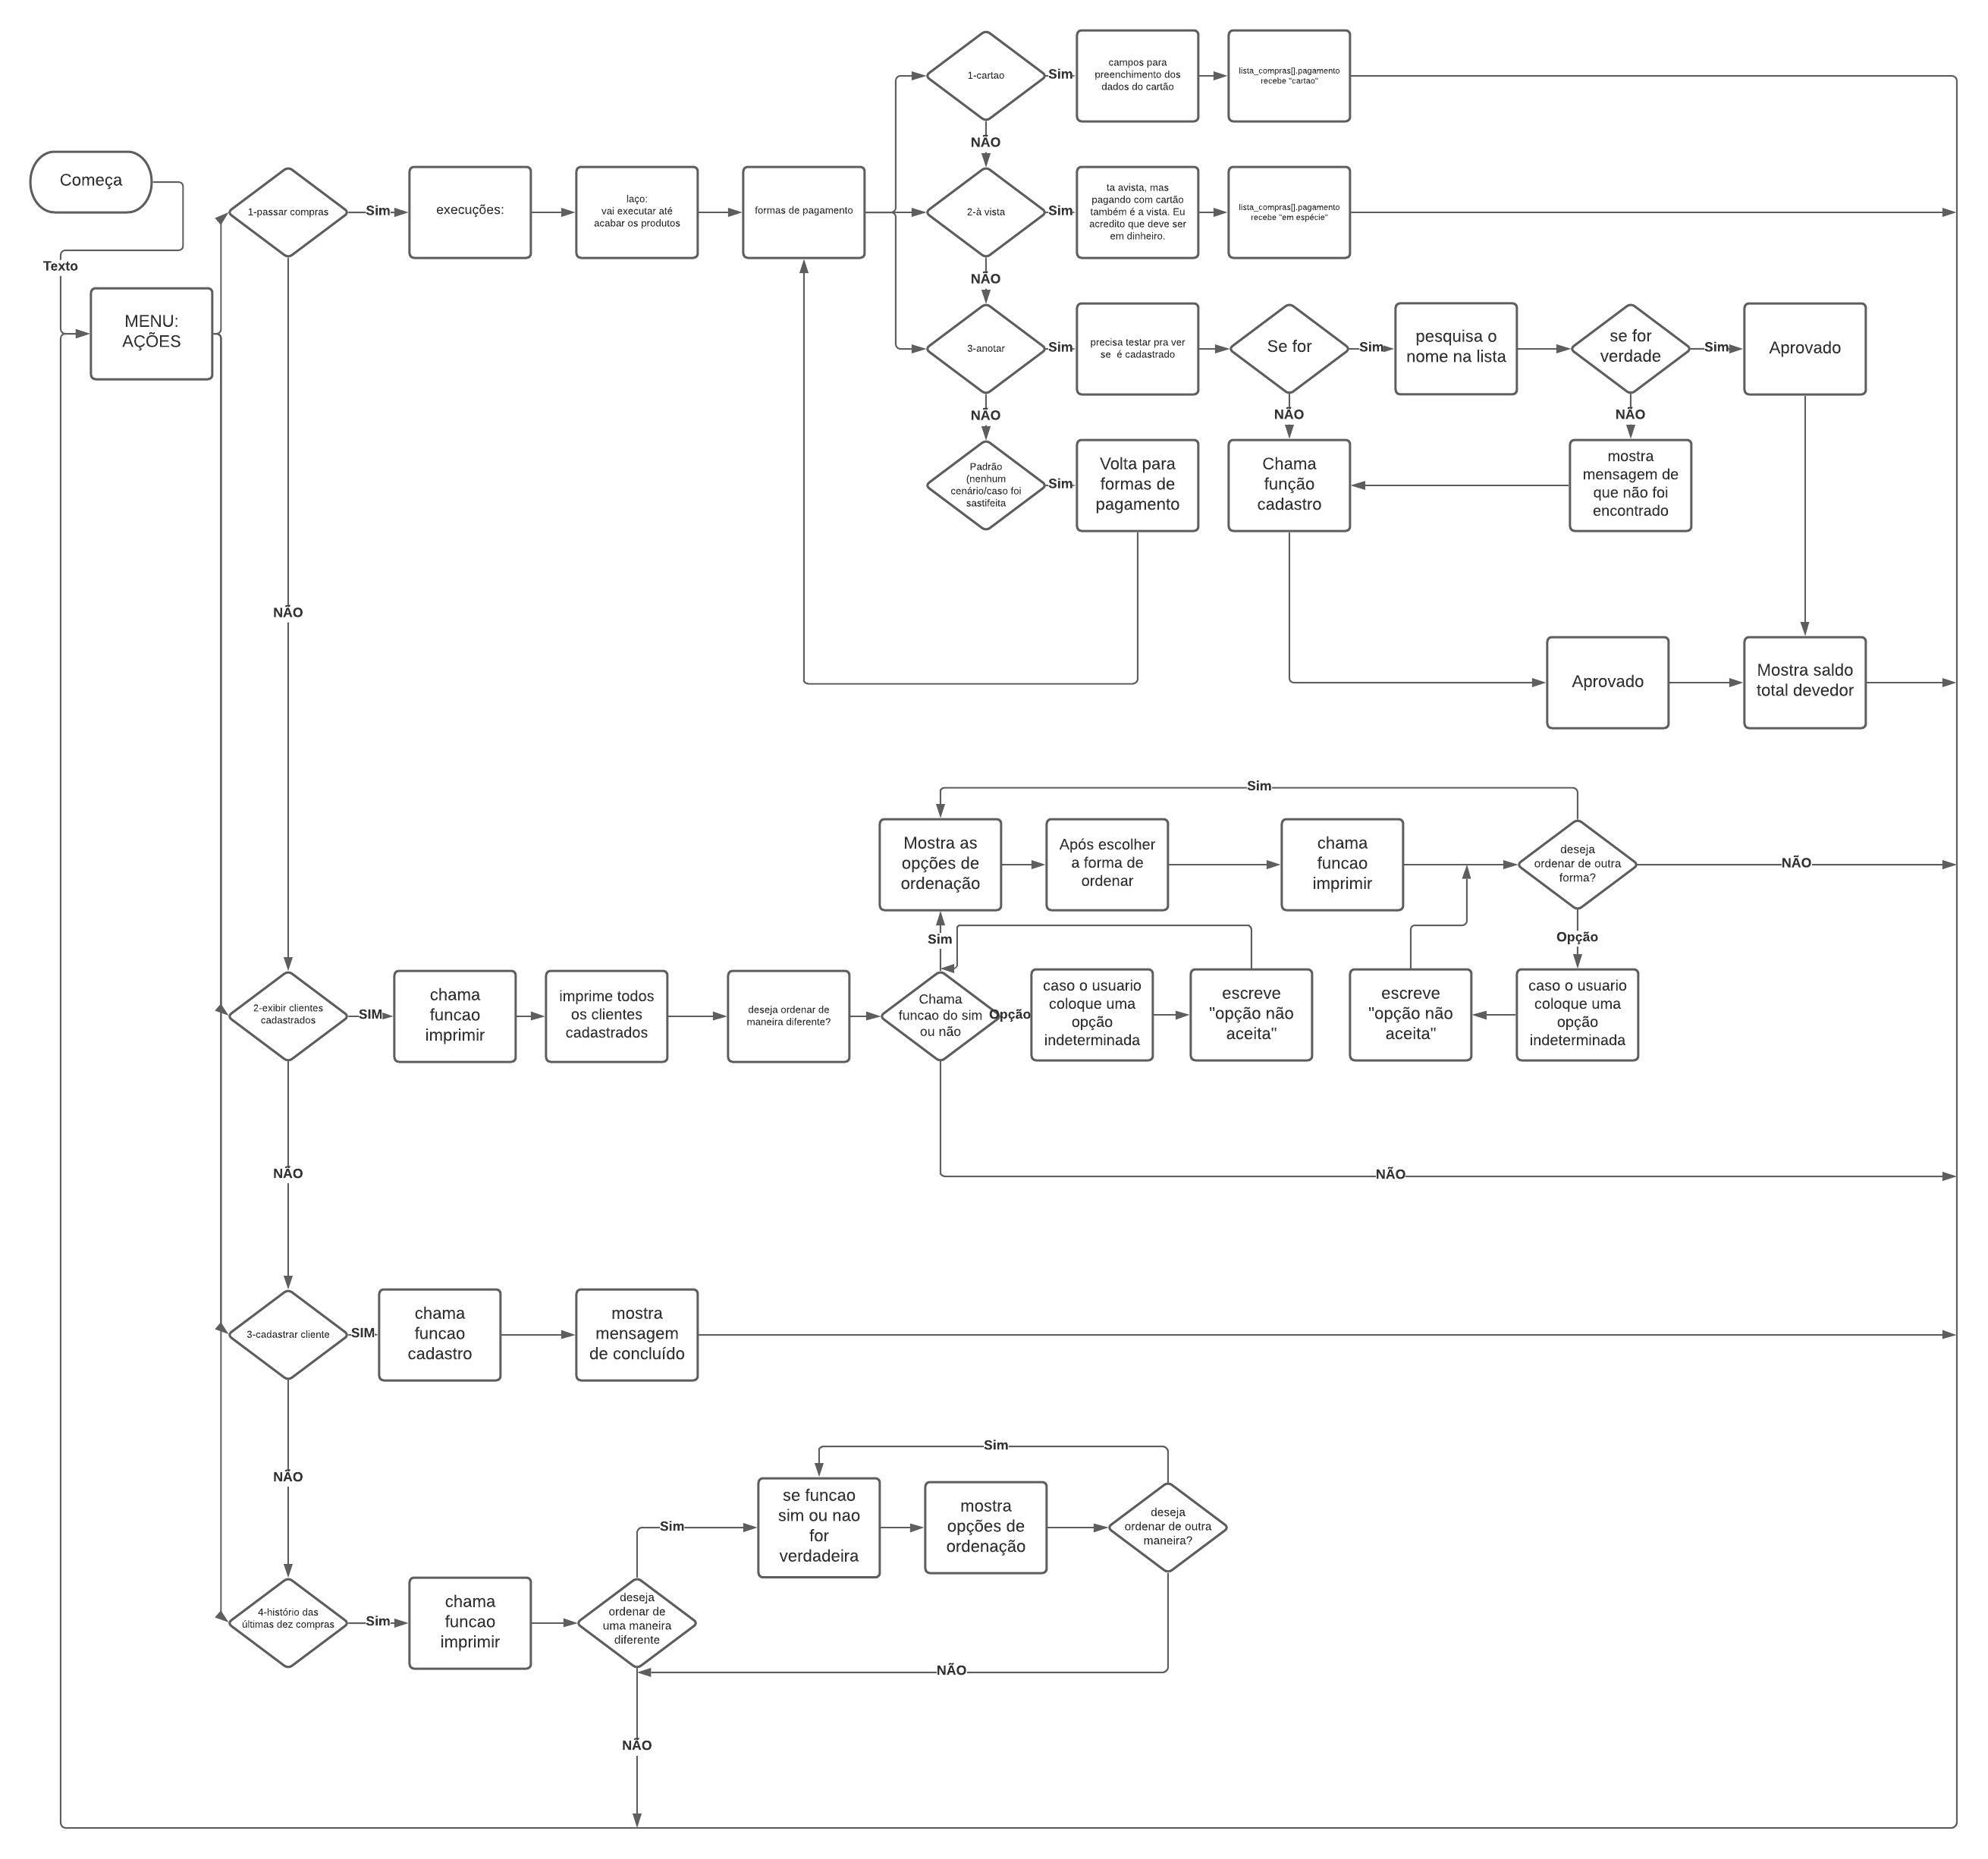 Começa
Texto
MENU:
AÇÕES
1-passar compras
Sim
execuções:
laço:
vai executar até
acabar os produtos
formas de pagamento
1-cartao
Sim
campos para
preenchimento dos
dados do cartão
lista_compras[].pagamento
recebe "cartao"
NÃO
2-à vista
Sim
ta avista, mas
pagando com cartão
também é a vista. Eu
acredito que deve ser
em dinheiro.
lista_compras[].pagamento
recebe "em espécie"
NÃO
3-anotar
Sim
precisa testar pra ver
se é cadastrado
Se for
Sim
pesquisa o
nome na lista
se for
verdade
Sim
Aprovado
NÃO
NÃO
NÃO
Padrão
(nenhum
cenário/caso foi
sastifeita
Sim
Volta para
formas de
pagamento
Chama
função
cadastro
mostra
mensagem de
que não foi
encontrado
NÃO
Aprovado
Mostra saldo
total devedor
Sim
Mostra as
opções de
ordenação
Após escolher
a forma de
ordenar
chama
funcao
imprimir
deseja
ordenar de outra
forma?
NÃO
Sim
Opção
2-exibir clientes
cadastrados
SIM
chama
funcao
imprimir
imprime todos
os clientes
cadastrados
deseja ordenar de
maneira diferente?
Chama
funcao do sim
ou não
Opção
caso o usuario
coloque uma
opção
indeterminada
escreve
"opção não
aceita"
escreve
"opção não
aceita"
caso o usuario
coloque uma
opção
indeterminada
NÃO
NÃO
3-cadastrar cliente
SIM
chama
funcao
cadastro
mostra
mensagem
de concluído
NÃO
Sim
Sim
se funcao
sim ou nao
for
verdadeira
mostra
opções de
ordenação
deseja
ordenar de outra
maneira?
4-histório das
últimas dez compras
Sim
chama
funcao
imprimir
deseja
ordenar de
uma maneira
diferente
NÃO
NÃO